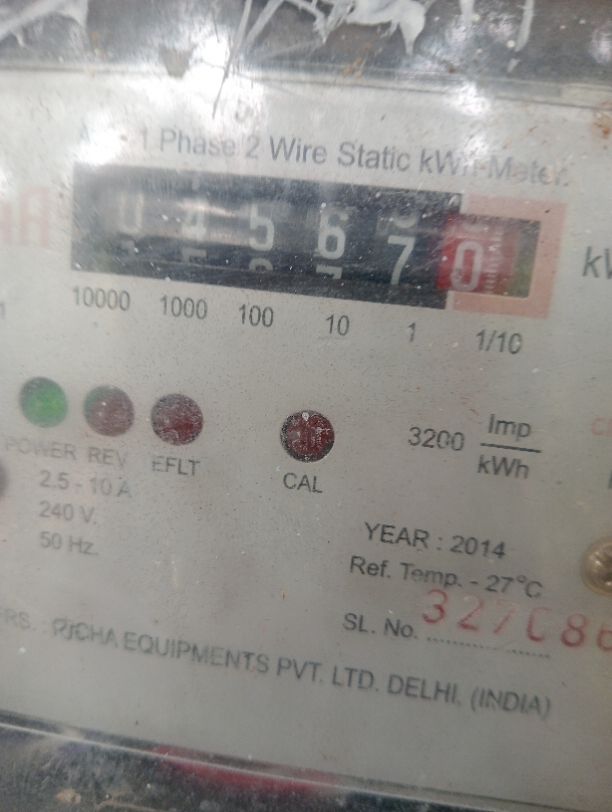 1 Phase 2 Wire Static kWh Meter.
0 4 5 6 7 0
10000 1000 100 10 1 1/10
3200 Imp/kWh
POWER REV EFLT CAL
2.5 - 10 A
240 V.
50 Hz.
YEAR : 2014
Ref. Temp. - 27°C
SL. No.
RICHA EQUIPMENTS PVT. LTD. DELHI, (INDIA)